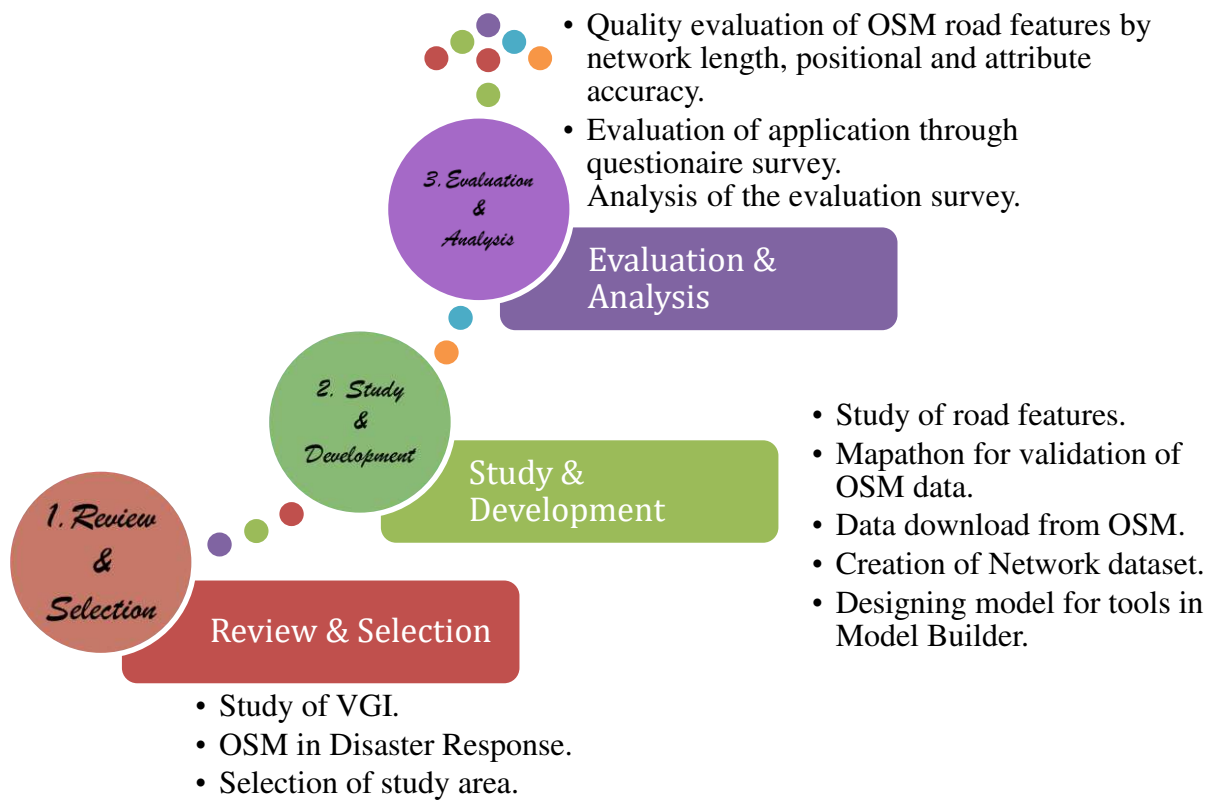 • Quality evaluation of OSM road features by
network length, positional and attribute
accuracy.
• Evaluation of application through
questionaire survey.
Analysis of the evaluation survey.
3. Evaluation
&
Analysis
Evaluation &
Analysis
2. Study
&
Development
Study &
Development
• Study of road features.
• Mapathon for validation of
OSM data.
• Data download from OSM.
• Creation of Network dataset.
• Designing model for tools in
Model Builder.
1. Review
&
Selection
Review & Selection
• Study of VGI.
• OSM in Disaster Response.
• Selection of study area.